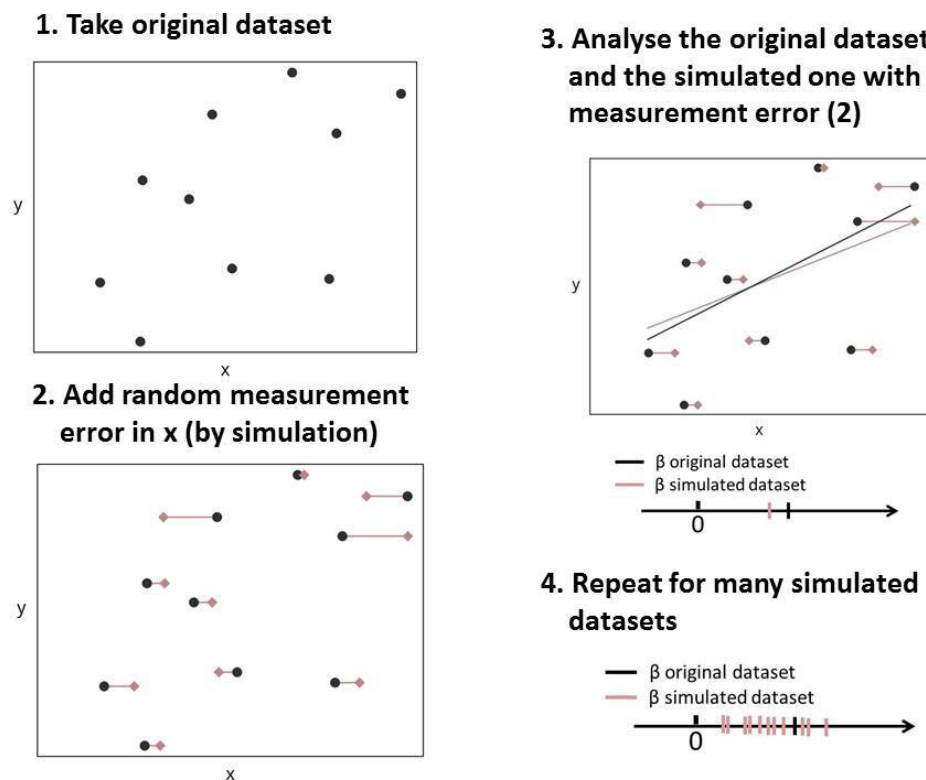 1. Take original dataset
y
x
2. Add random measurement
error in x (by simulation)
y
x
3. Analyse the original dataset
and the simulated one with
measurement error (2)
y
x
β original dataset
β simulated dataset
0
4. Repeat for many simulated
datasets
β original dataset
β simulated dataset
0